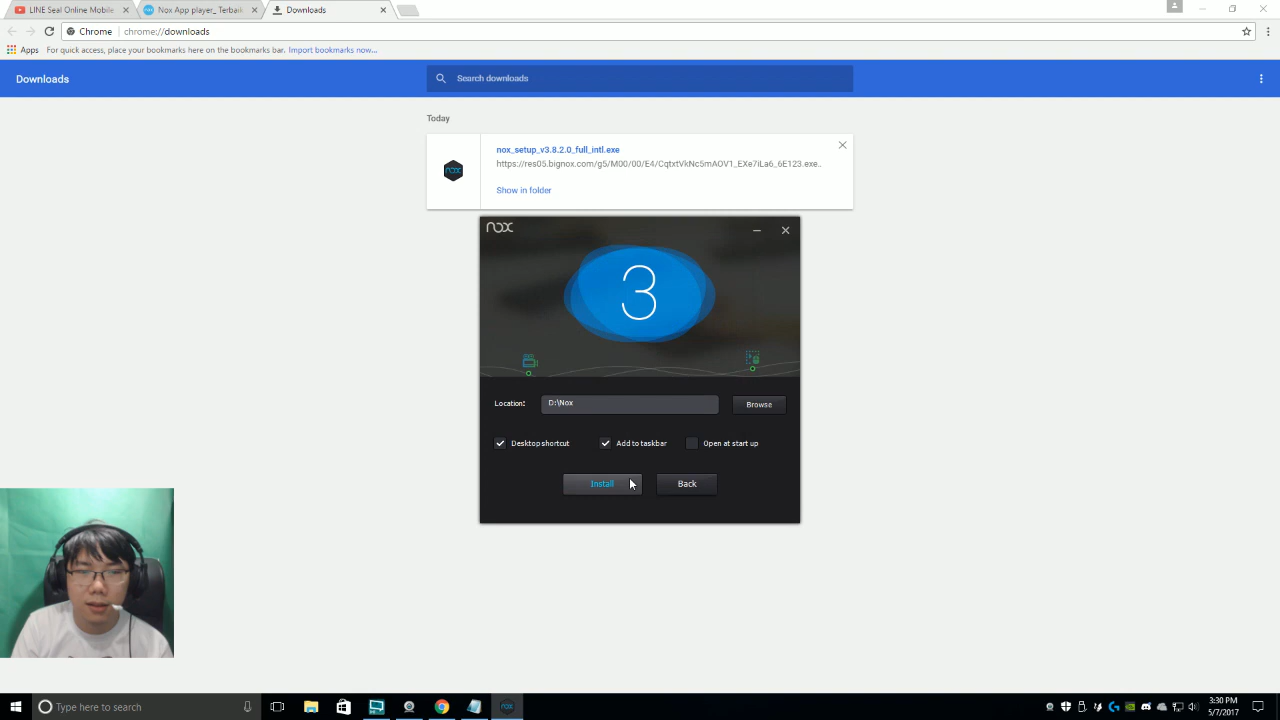 LINE Seal Online Mobile
Nox App player_ Terbaik
Downloads
Chrome
chrome://downloads
Apps
For quick access, place your bookmarks here on the bookmarks bar.
Import bookmarks now...
Downloads
Search downloads
Today
nox_setup_v3.8.2.0_full_intl.exe
https://res05.bignox.com/g5/M00/00/E4/CqtxtVkNc5mAOV1_EXe7iLa6_6E123.exe...
Show in folder
nox
3
Location:
D:\Nox
Browse
Desktop shortcut
Add to taskbar
Open at start up
Install
Back
Type here to search
3:30 PM
5/7/2017